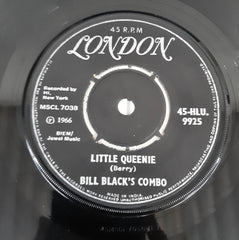 45 R.P.M
LONDON
Recorded by
HI,
New York
MSCL 7038
℗ 1966
BIEM/
Jewel Music
45-HLU.
9925
LITTLE QUEENIE
(Berry)
BILL BLACK'S COMBO
MADE IN INDIA